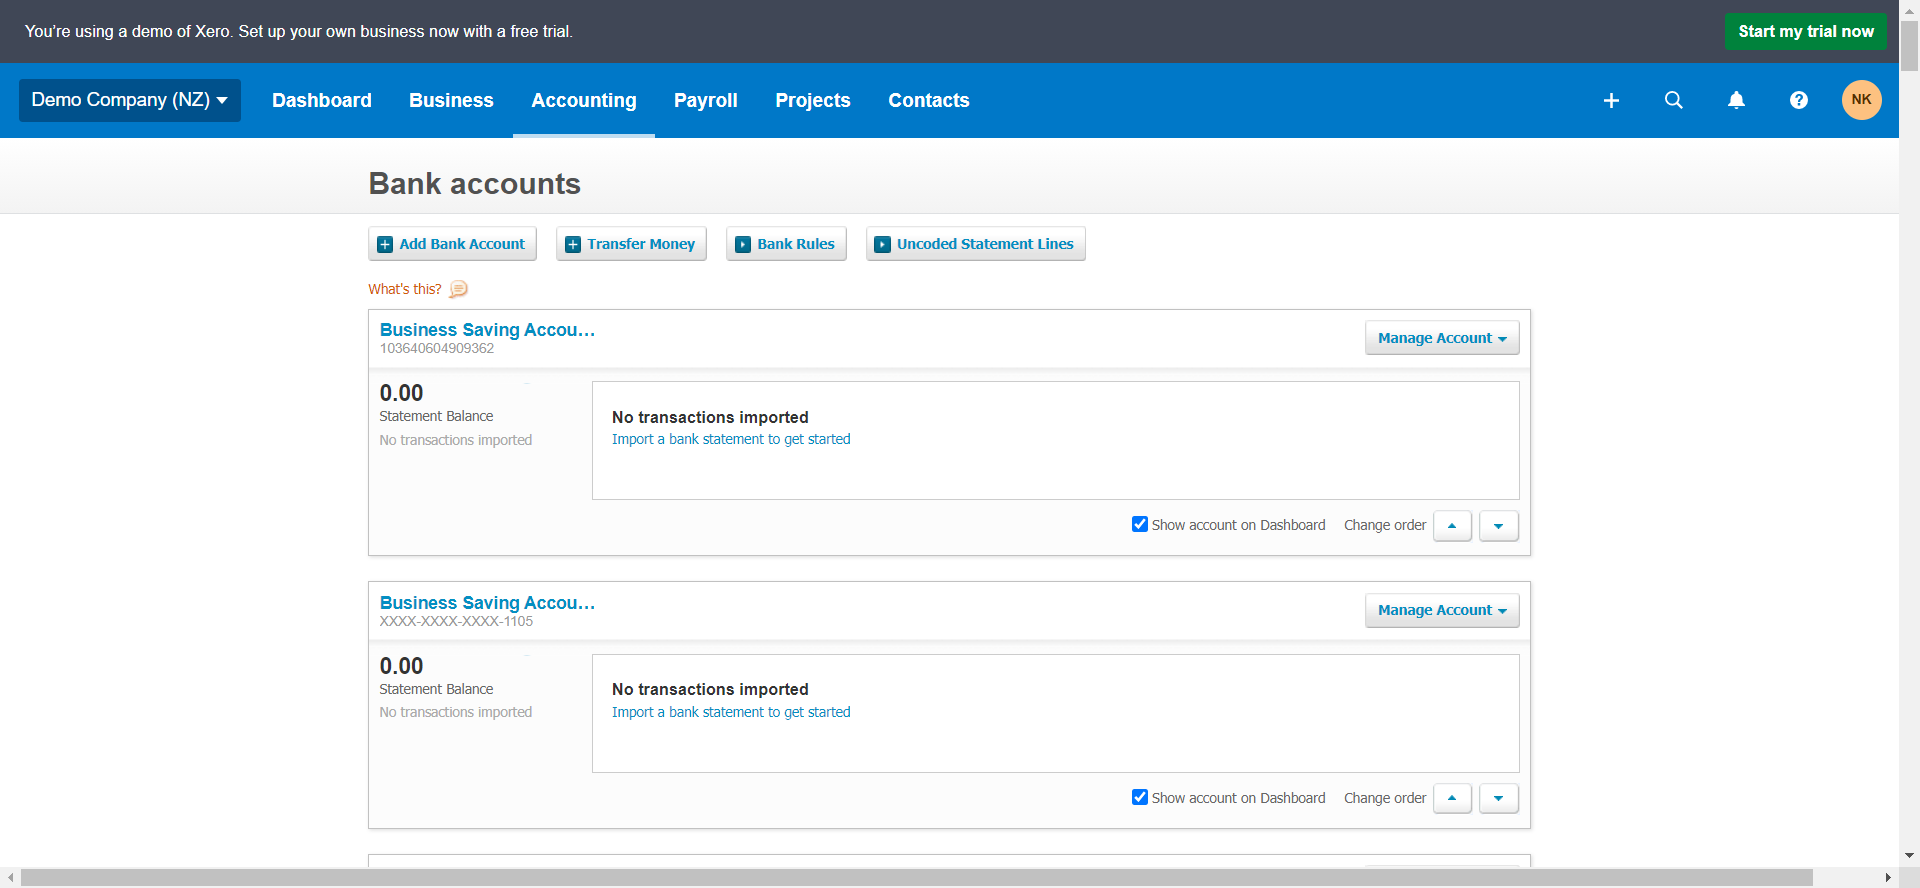 You're using a demo of Xero. Set up your own business now with a free trial.
Start my trial now
Demo Company (NZ)
Dashboard
Business
Accounting
Payroll
Projects
Contacts
NK
Bank accounts
Add Bank Account
Transfer Money
Bank Rules
Uncoded Statement Lines
What's this?
Business Saving Accou...
103640604909362
Manage Account
0.00
Statement Balance
No transactions imported
No transactions imported
Import a bank statement to get started
Show account on Dashboard
Change order
Business Saving Accou...
XXXX-XXXX-XXXX-1105
Manage Account
0.00
Statement Balance
No transactions imported
No transactions imported
Import a bank statement to get started
Show account on Dashboard
Change order